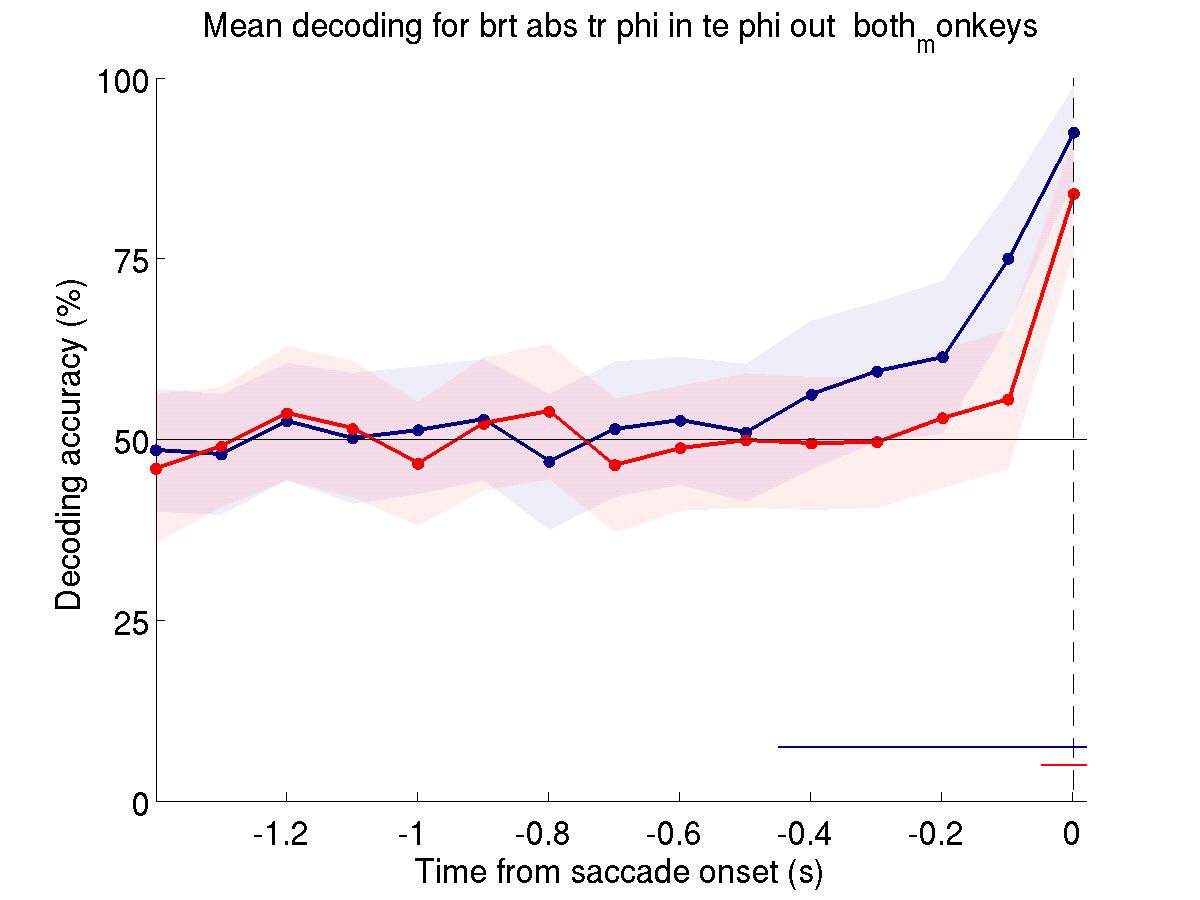 Mean decoding for brt abs tr phi in te phi out  both_monkeys
100
75
50
25
0
Decoding accuracy (%)
-1.2 -1 -0.8 -0.6 -0.4 -0.2 0
Time from saccade onset (s)